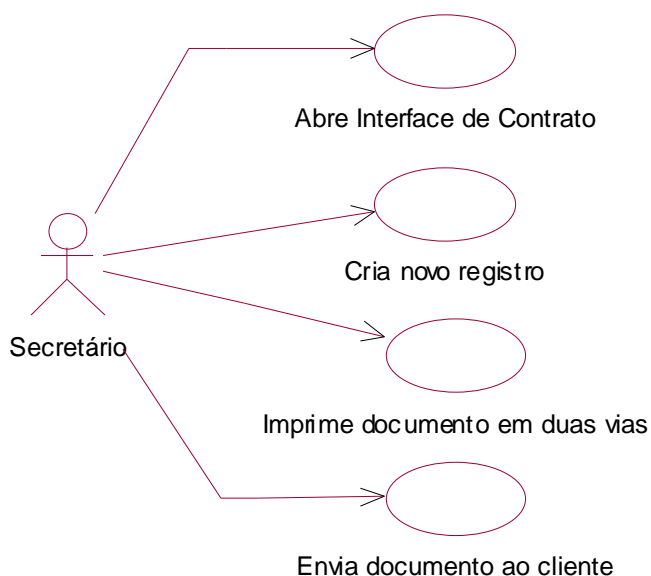 Abre Interface de Contrato
Cria novo registro
Secretário
Imprime documento em duas vias
Envia documento ao cliente